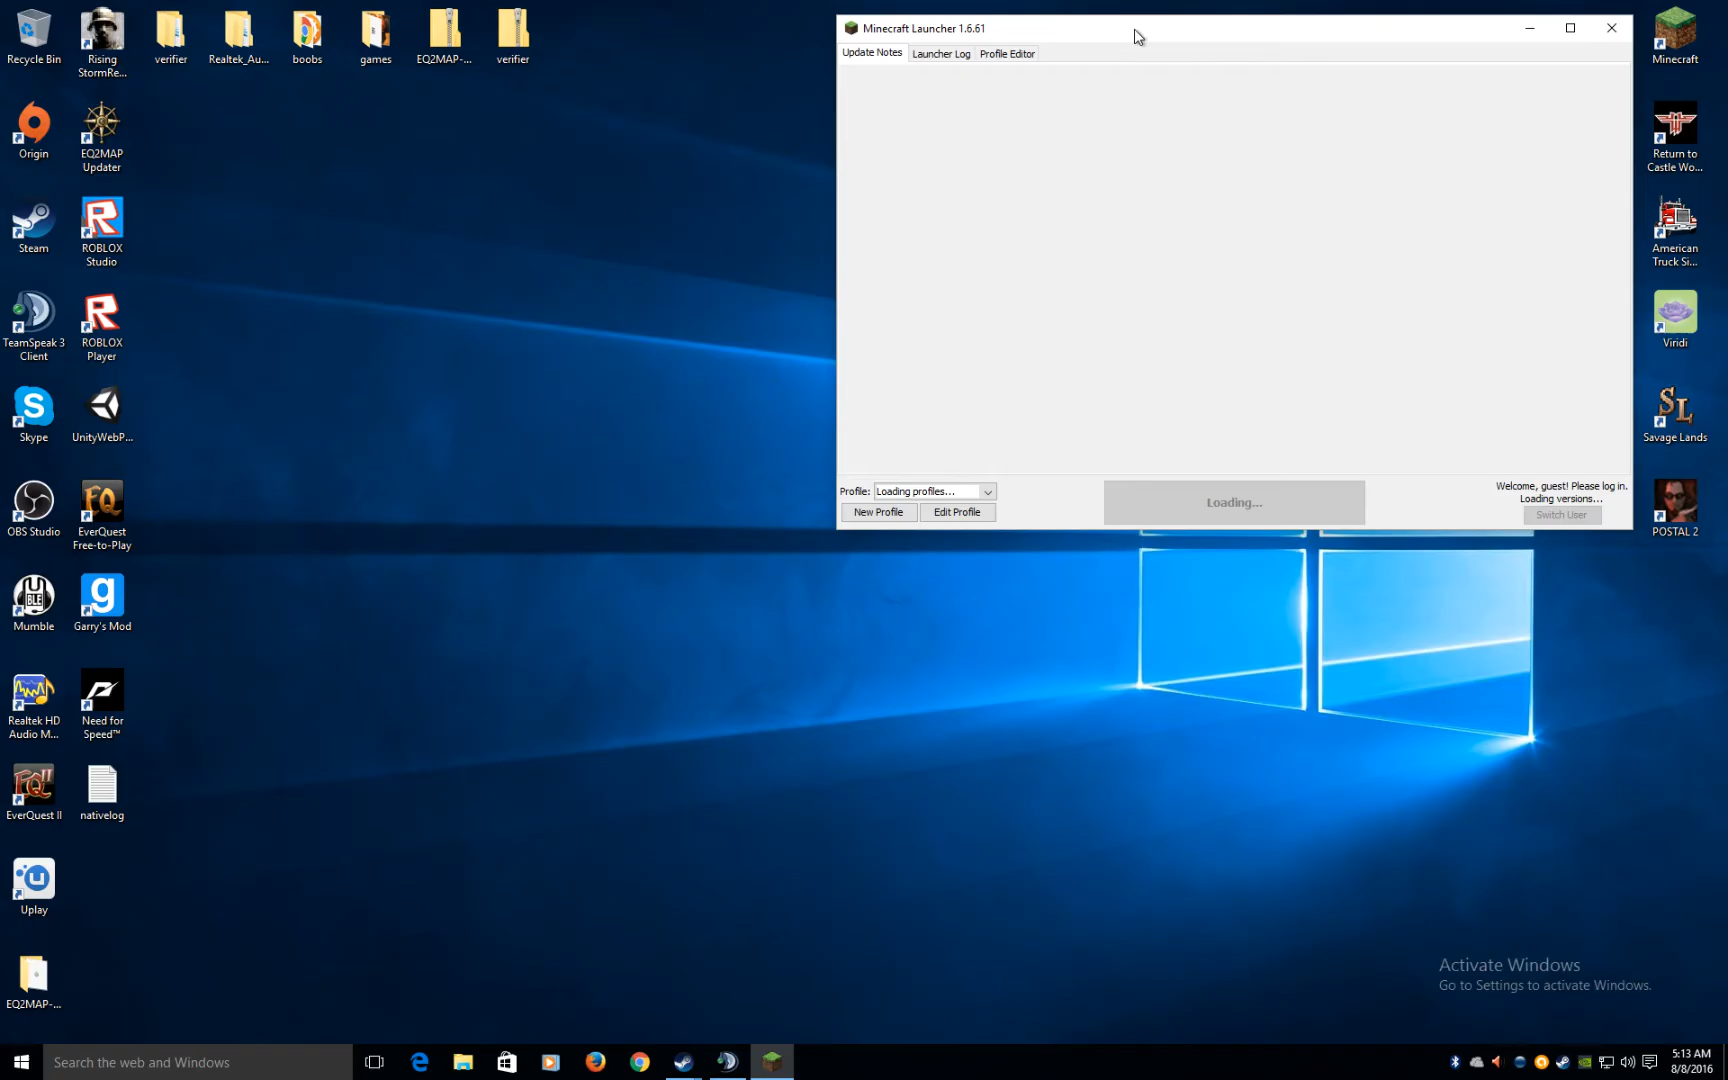 Recycle Bin
Rising
StormRe...
verifier
Realtek_Au...
boobs
games
EQ2MAP-...
verifier
Minecraft Launcher 1.6.61
Update Notes
Launcher Log
Profile Editor
Minecraft
Origin
EQ2MAP
Updater
Return to
Castle Wo...
Steam
ROBLOX
Studio
American
Truck Si...
TeamSpeak 3
Client
ROBLOX
Player
Viridi
Skype
UnityWebP...
SL
Savage Lands
Profile:
Loading profiles...
New Profile
Edit Profile
Loading...
Welcome, guest! Please log in.
Loading versions...
Switch User
OBS Studio
EverQuest
Free-to-Play
POSTAL 2
Mumble
Garry's Mod
Realtek HD
Audio M...
Need for
Speed™
EverQuest II
nativelog
Uplay
EQ2MAP-...
Activate Windows
Go to Settings to activate Windows.
Search the web and Windows
5:13 AM
8/8/2016